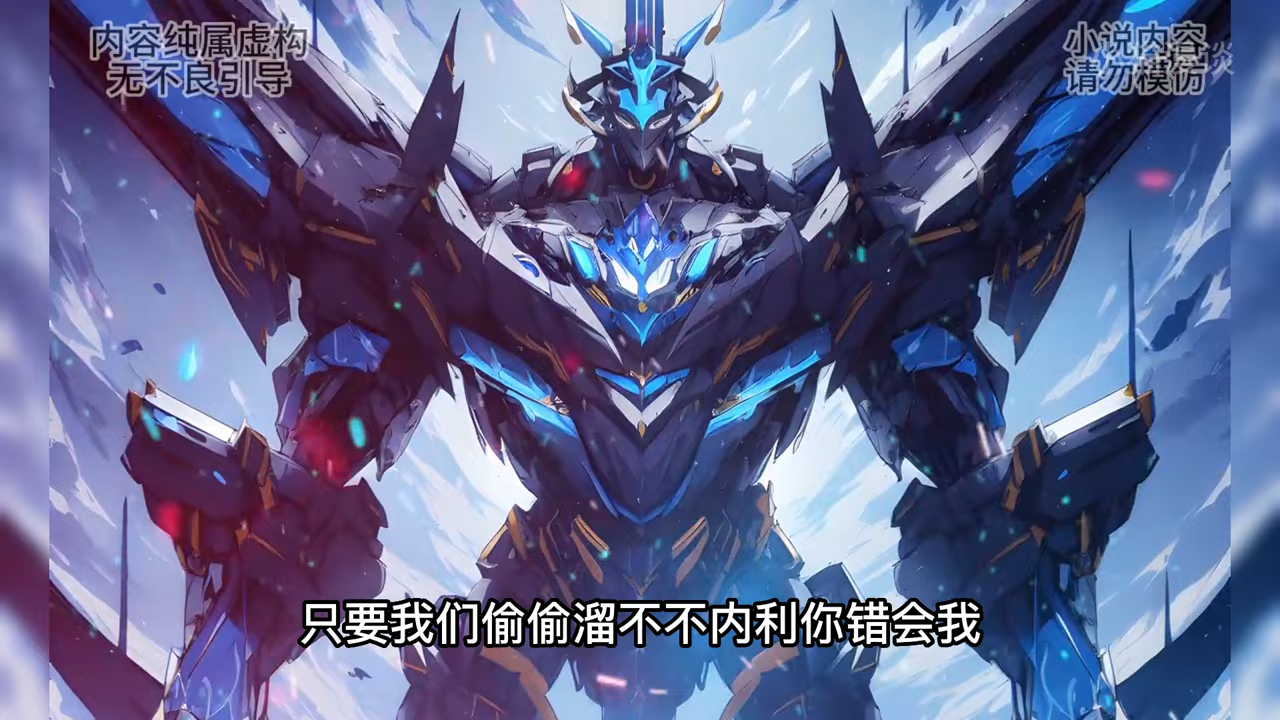 内容纯属虚构
无不良引导
小说内容
请勿模仿
只要我们偷偷溜不不内利你错会我